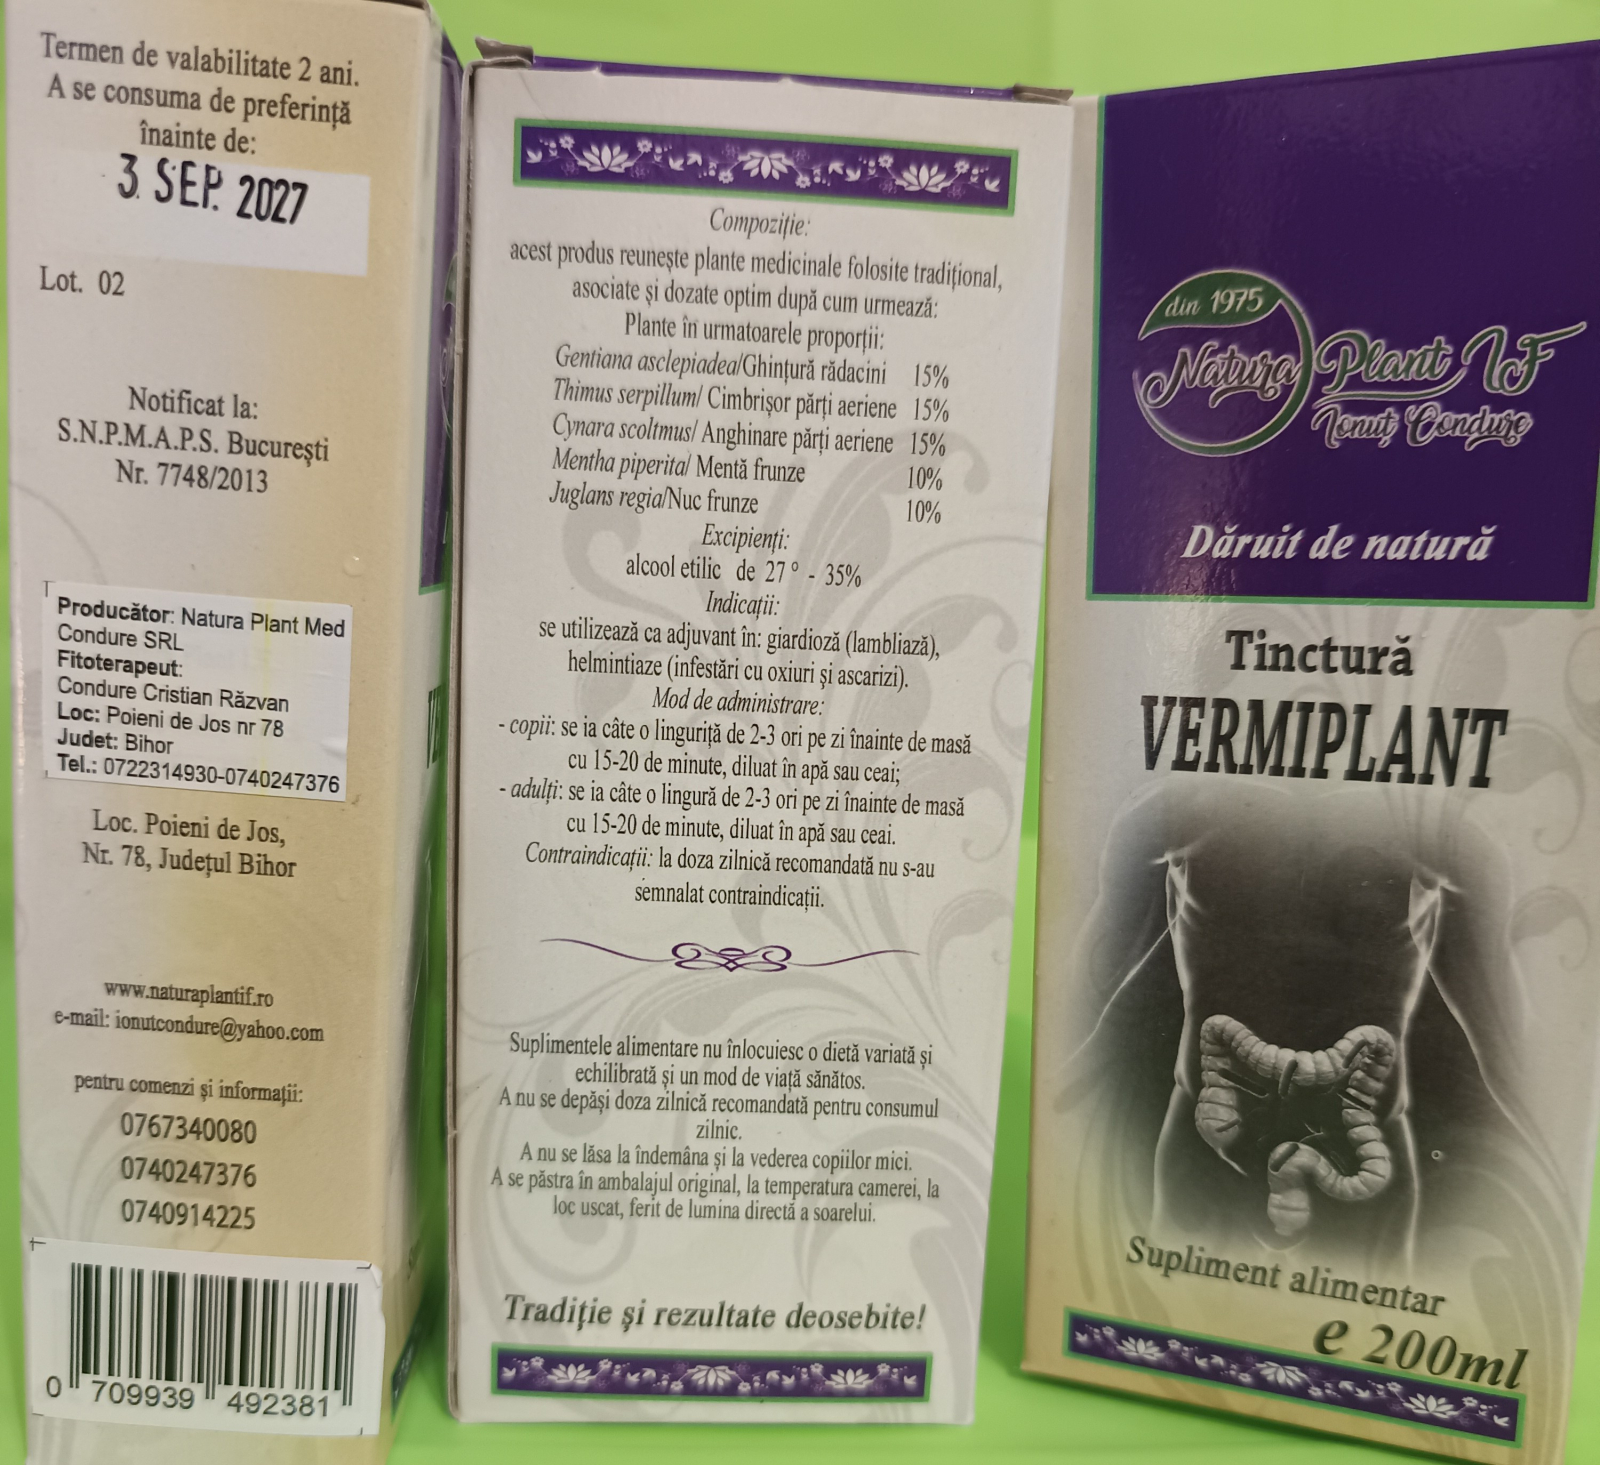 Termen de valabilitate 2 ani.
A se consuma de preferință
înainte de:
3 SEP. 2027
Lot. 02
Notificat la:
S.N.P.M.A.P.S. București
Nr. 7748/2013
Producător: Natura Plant Med
Condure SRL
Fitoterapeut:
Condure Cristian Răzvan
Loc: Poieni de Jos nr 78
Judet: Bihor
Tel.: 0722314930-0740247376
Loc. Poieni de Jos,
Nr. 78, Județul Bihor
www.naturaplantif.ro
e-mail: ionutcondure@yahoo.com
pentru comenzi și informații:
0767340080
0740247376
0740914225
0 709939 492381
Compoziție:
acest produs reunește plante medicinale folosite tradițional,
asociate și dozate optim după cum urmează:
Plante în urmatoarele proporții:
Gentiana asclepiadea/Ghințură rădacini 15%
Thimus serpillum/ Cimbrișor părți aeriene 15%
Cynara scoltmus/ Anghinare părți aeriene 15%
Mentha piperita/ Mentă frunze 10%
Juglans regia/Nuc frunze 10%
Excipienți:
alcool etilic de 27 ° - 35%
Indicații:
se utilizează ca adjuvant în: giardioză (lambliază),
helmintiaze (infestări cu oxiuri și ascarizi).
Mod de administrare:
- copii: se ia câte o linguriță de 2-3 ori pe zi înainte de masă
cu 15-20 de minute, diluat în apă sau ceai;
- adulți: se ia câte o lingură de 2-3 ori pe zi înainte de masă
cu 15-20 de minute, diluat în apă sau ceai.
Contraindicații: la doza zilnică recomandată nu s-au
semnalat contraindicații.
Suplimentele alimentare nu înlocuiesc o dietă variată și
echilibrată și un mod de viață sănătos.
A nu se depăși doza zilnică recomandată pentru consumul
zilnic.
A nu se lăsa la îndemâna și la vederea copiilor mici.
A se păstra în ambalajul original, la temperatura camerei, la
loc uscat, ferit de lumina directă a soarelui.
Tradiție și rezultate deosebite!
din 1975
Natura Plant IF
Ionuț Condure
Dăruit de natură
Tinctură
VERMIPLANT
Supliment alimentar
e 200ml